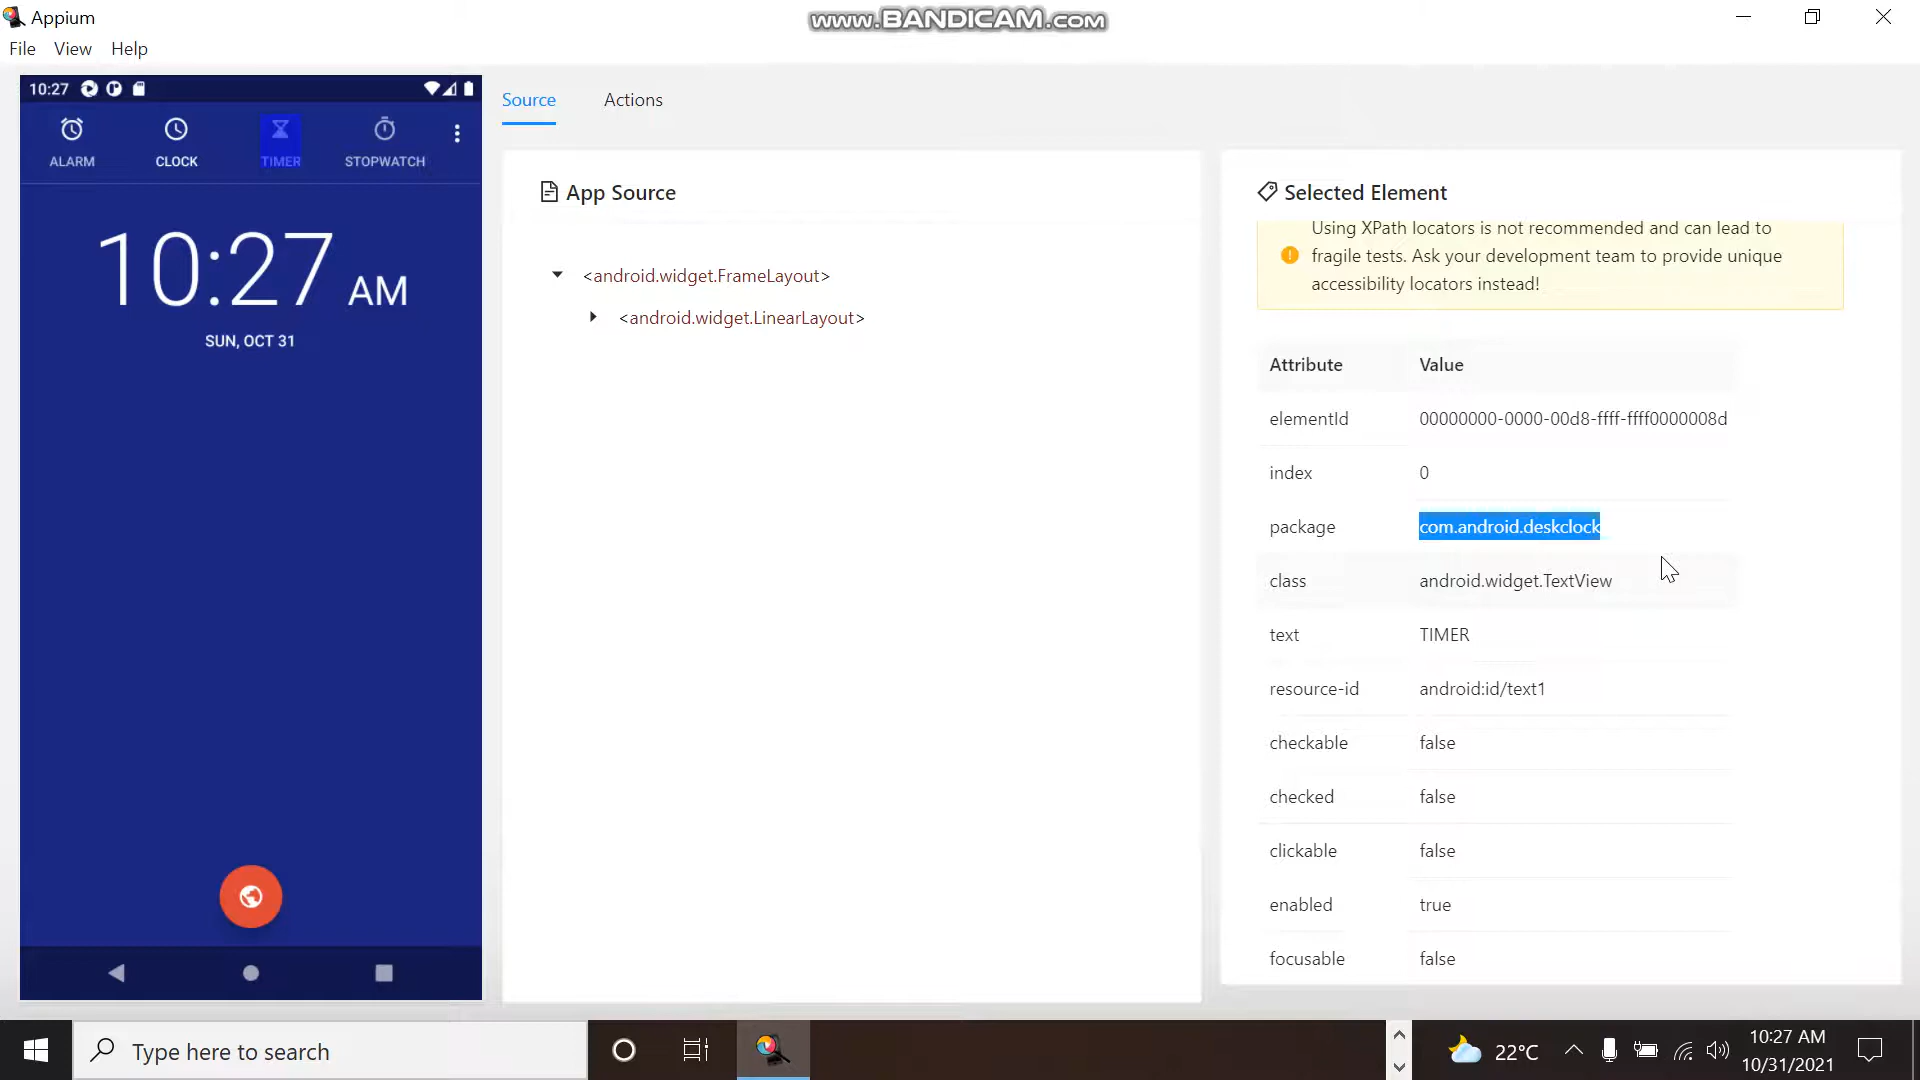 Appium
www.BANDICAM.COM
File View Help
10:27
ALARM CLOCK TIMER STOPWATCH
10:27 AM
SUN, OCT 31
Source Actions
App Source
<android.widget.FrameLayout>
<android.widget.LinearLayout>
Selected Element
Using XPath locators is not recommended and can lead to
fragile tests. Ask your development team to provide unique
accessibility locators instead!
Attribute Value
elementId 00000000-0000-00d8-ffff-ffff0000008d
index 0
package com.android.deskclock
class android.widget.TextView
text TIMER
resource-id android:id/text1
checkable false
checked false
clickable false
enabled true
focusable false
Type here to search
22°C
10:27 AM
10/31/2021